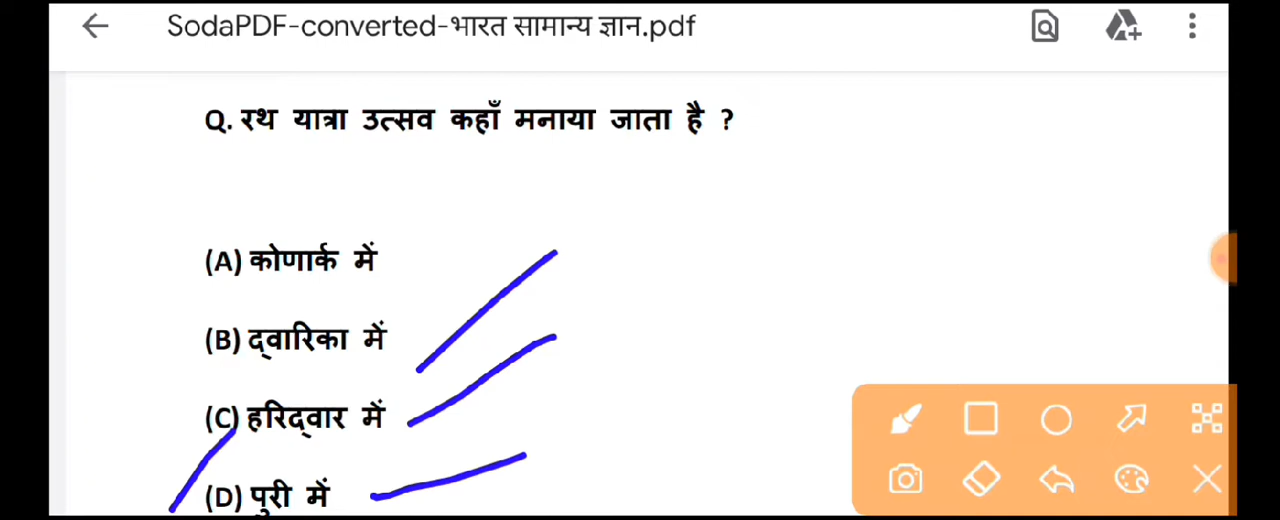 SodaPDF-converted-भारत सामान्य ज्ञान.pdf
Q. रथ यात्रा उत्सव कहाँ मनाया जाता है ?
(A) कोणार्क में
(B) द्वारिका में
(C) हरिद्वार में
(D) पुरी में